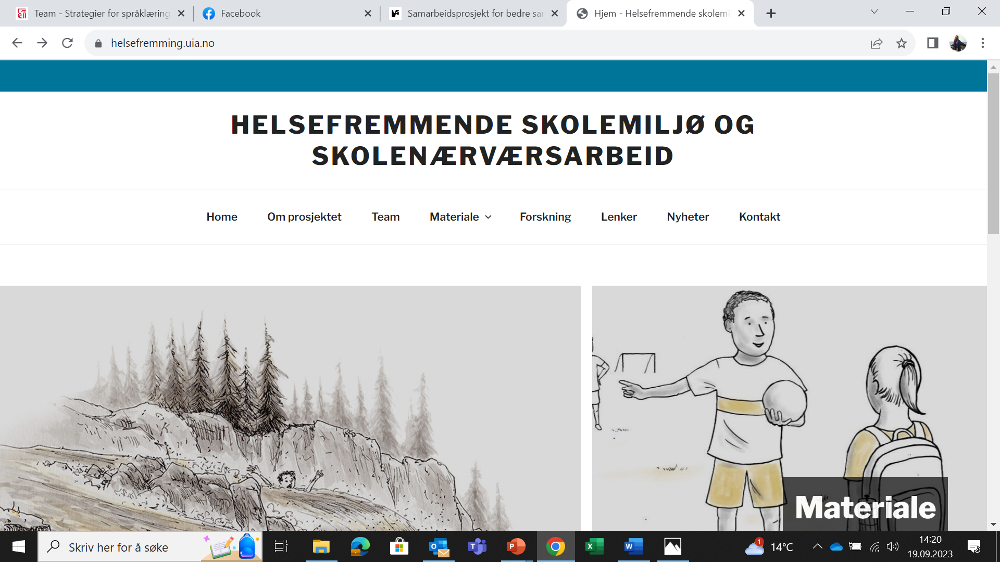 Team - Strategier for språklæring
Facebook
Samarbeidsprosjekt for bedre sar
Hjem - Helsefremmende skolemi
helsefremming.uia.no
HELSEFREMMENDE SKOLEMILJØ OG
SKOLENÆRVÆRSARBEID
Home Om prosjektet Team Materiale Forskning Lenker Nyheter Kontakt
Materiale
Skriv her for å søke
1
14°C
14:20
19.09.2023